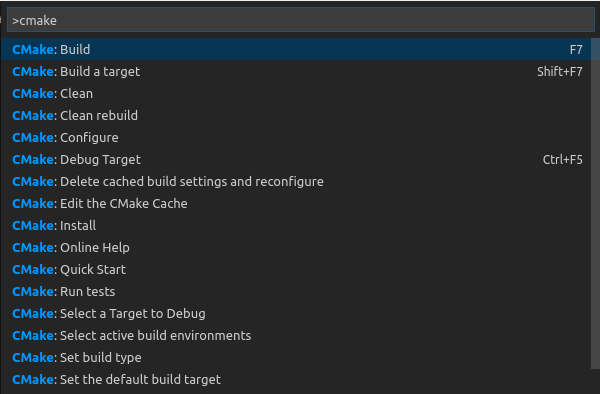 >cmake
CMake: Build F7
CMake: Build a target Shift+F7
CMake: Clean
CMake: Clean rebuild
CMake: Configure
CMake: Debug Target Ctrl+F5
CMake: Delete cached build settings and reconfigure
CMake: Edit the CMake Cache
CMake: Install
CMake: Online Help
CMake: Quick Start
CMake: Run tests
CMake: Select a Target to Debug
CMake: Select active build environments
CMake: Set build type
CMake: Set the default build target